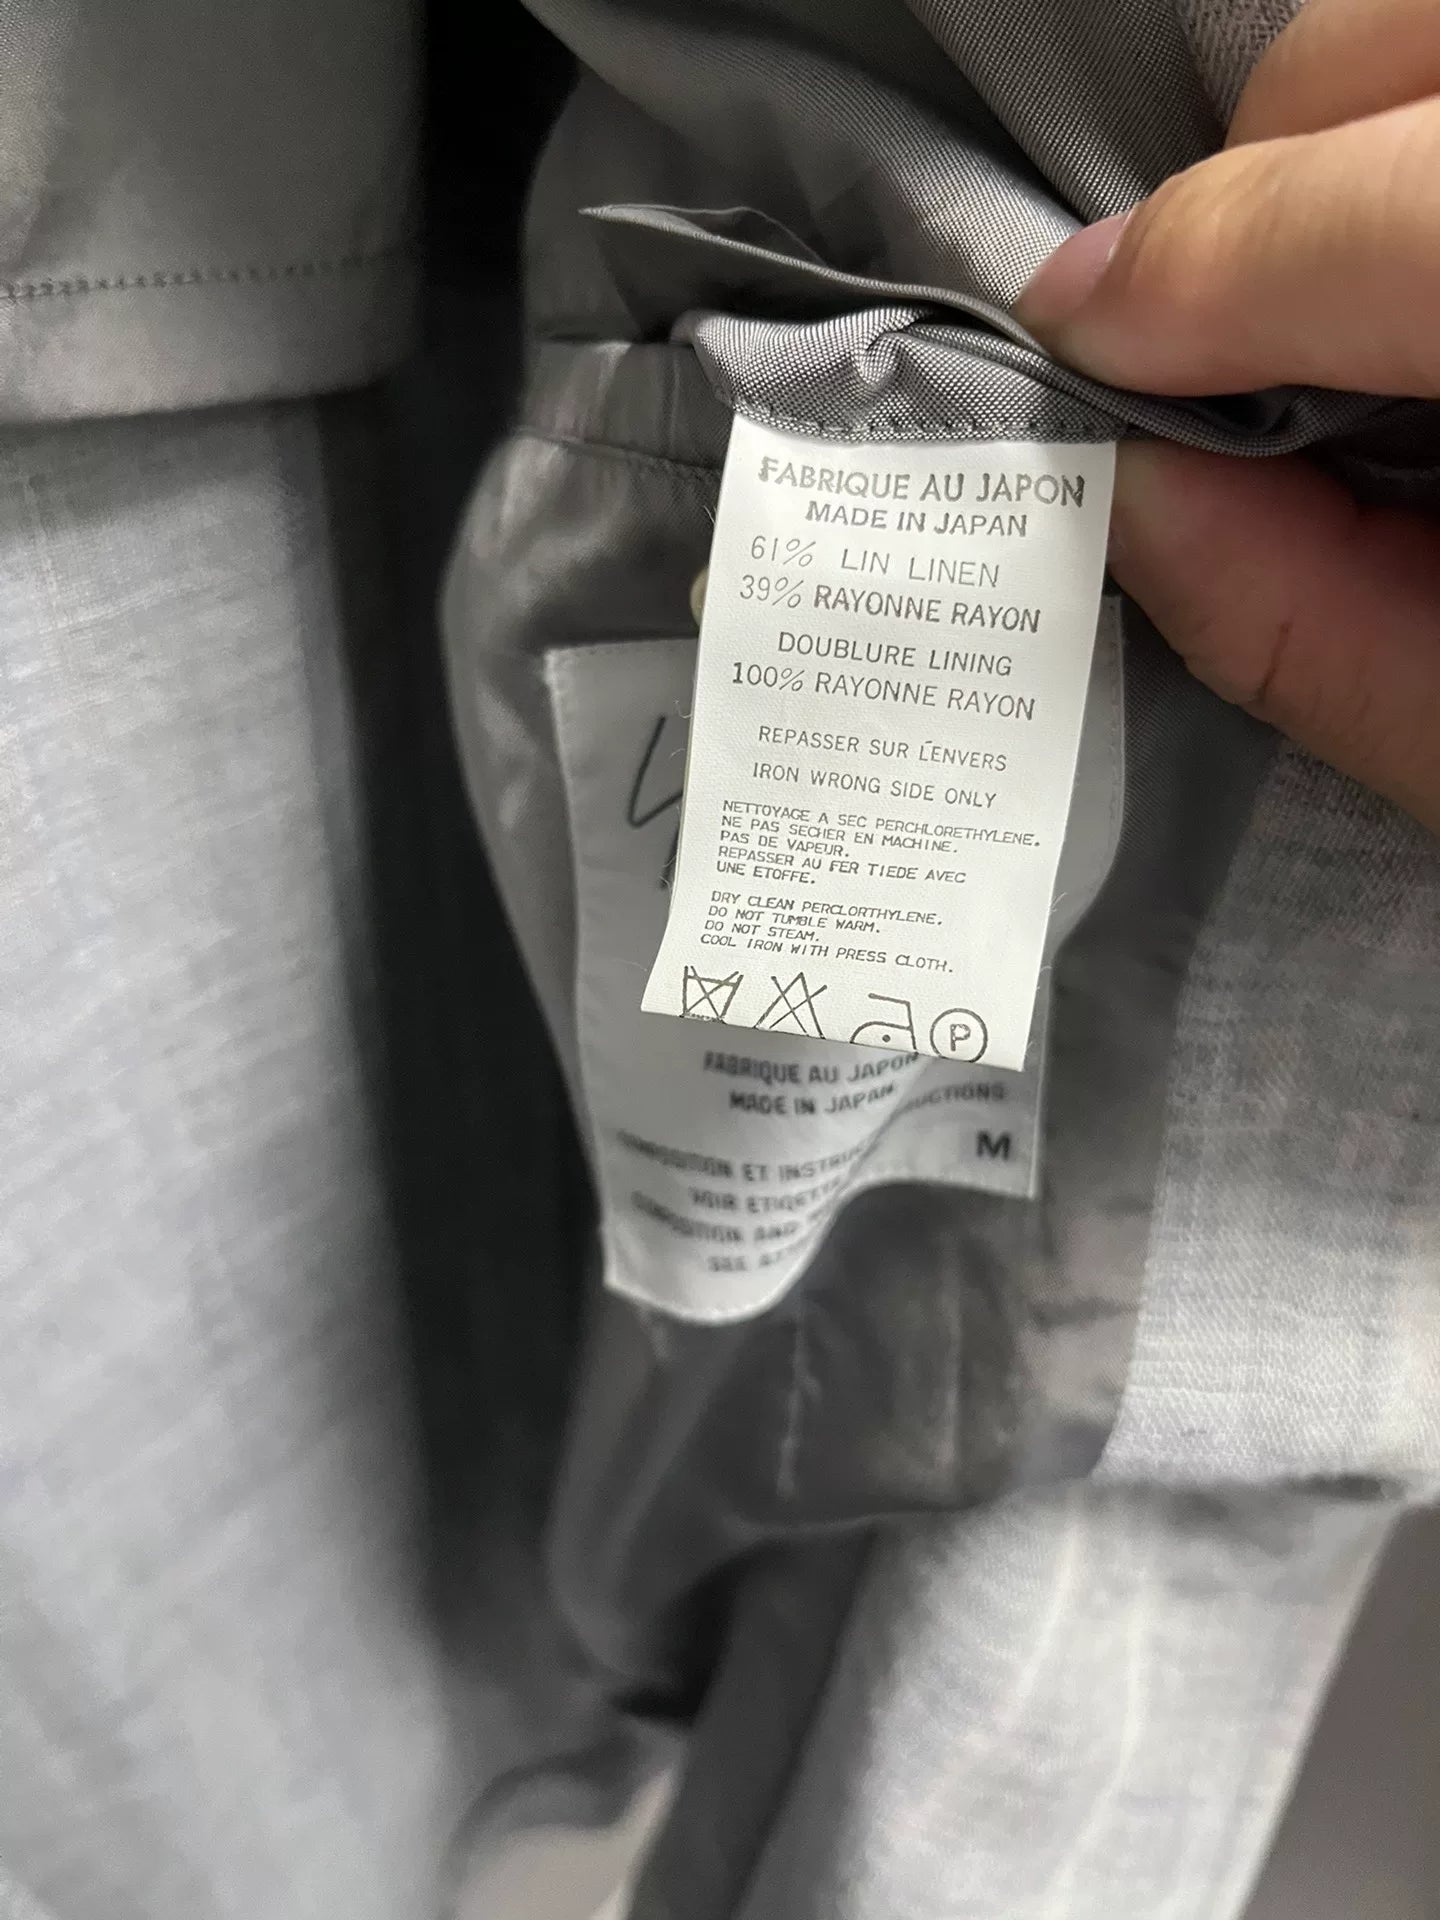 FABRIQUE AU JAPON
MADE IN JAPAN
61% LIN LINEN
39% RAYONNE RAYON
DOUBLURE LINING
100% RAYONNE RAYON
REPASSER SUR L'ENVERS
IRON WRONG SIDE ONLY
NETTOYAGE A SEC PERCHLORETHYLENE.
NE PAS SECHER EN MACHINE.
PAS DE VAPEUR.
REPASSER AU FER TIEDE AVEC
UNE ETOFFE.
DRY CLEAN PERCLORTHYLENE.
DO NOT TUMBLE WARM.
DO NOT STEAM.
COOL IRON WITH PRESS CLOTH.
P
FABRIQUE AU JAPON
MADE IN JAPAN
M
ET